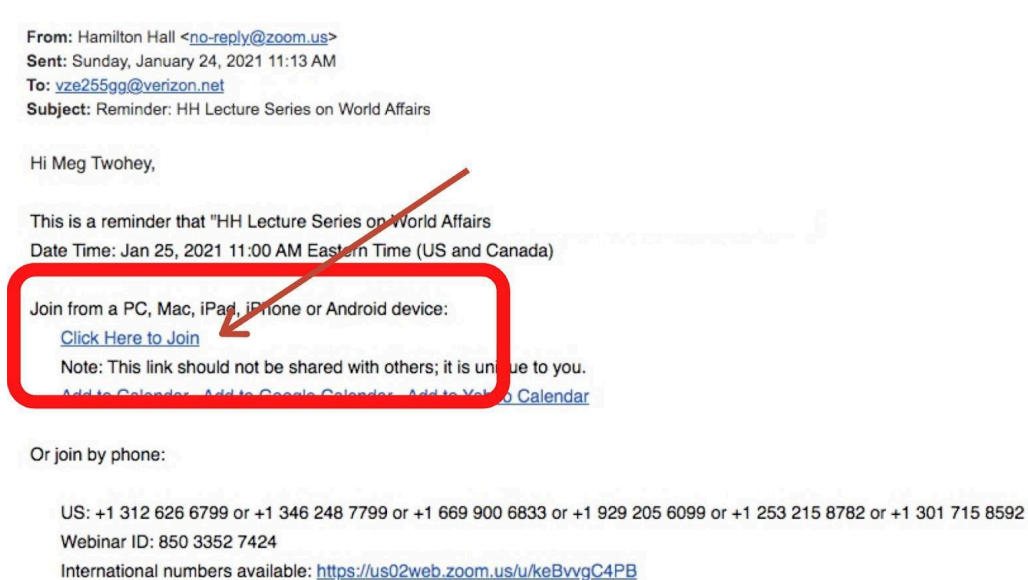 From: Hamilton Hall <no-reply@zoom.us>
Sent: Sunday, January 24, 2021 11:13 AM
To: vze255gg@verizon.net
Subject: Reminder: HH Lecture Series on World Affairs
Hi Meg Twohey,
This is a reminder that "HH Lecture Series on World Affairs
Date Time: Jan 25, 2021 11:00 AM Eastern Time (US and Canada)
Join from a PC, Mac, iPad, iPhone or Android device:
Click Here to Join
Note: This link should not be shared with others; it is unique to you.
Add to Calendar Add to Google Calendar Add to Yahoo Calendar
Or join by phone:
US: +1 312 626 6799 or +1 346 248 7799 or +1 669 900 6833 or +1 929 205 6099 or +1 253 215 8782 or +1 301 715 8592
Webinar ID: 850 3352 7424
International numbers available: https://us02web.zoom.us/u/keBvvgC4PB